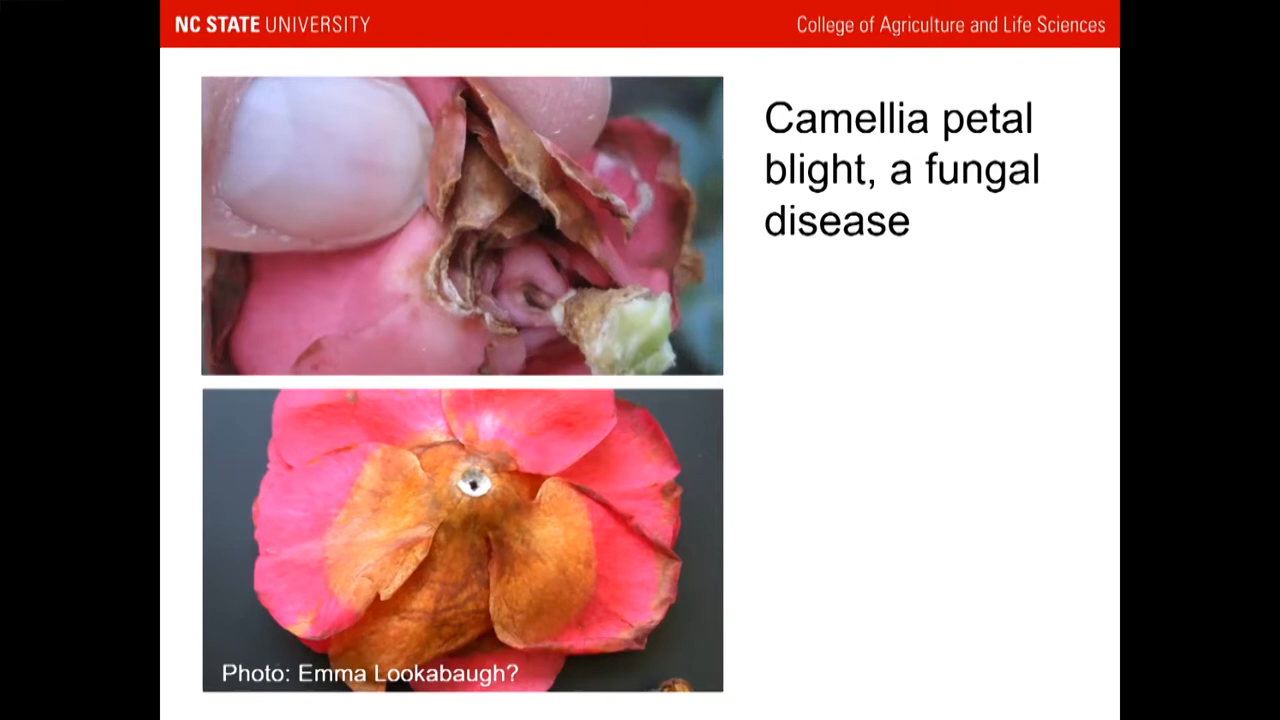 NC STATE UNIVERSITY
College of Agriculture and Life Sciences
Camellia petal
blight, a fungal
disease
Photo: Emma Lookabaugh?